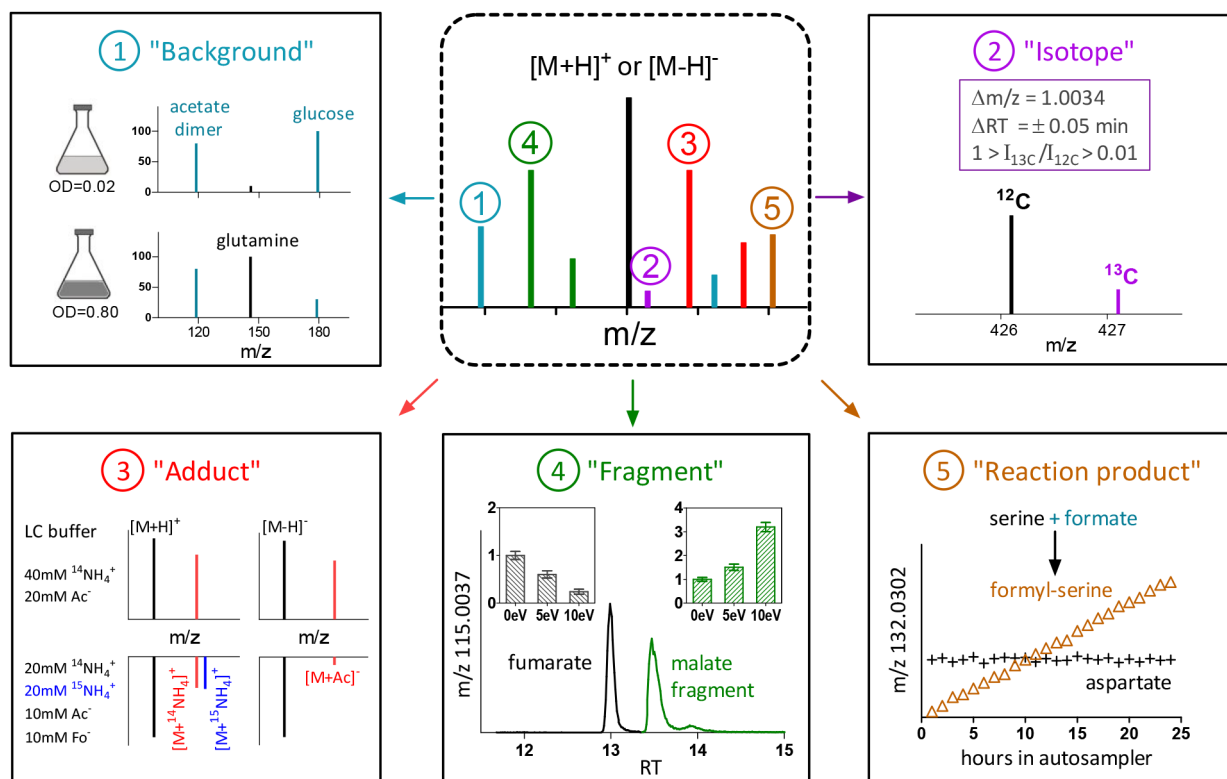 1 "Background"
acetate
dimer
glucose
100
50
0
OD=0.02
glutamine
100
50
0
OD=0.80
120 150 180
m/z
[M+H]⁺ or [M-H]⁻
1
4
2
3
5
m/z
2 "Isotope"
Δm/z = 1.0034
ΔRT = ± 0.05 min
1 > I₁₃C/I₁₂C > 0.01
¹²C
¹³C
426 427
m/z
3 "Adduct"
LC buffer
[M+H]⁺
[M-H]⁻
40mM ¹⁴NH₄⁺
20mM Ac⁻
m/z
m/z
20mM ¹⁴NH₄⁺
20mM ¹⁵NH₄⁺
10mM Ac⁻
10mM Fo⁻
[M+¹⁴NH₄]⁺
[M+¹⁵NH₄]⁺
[M+Ac]⁻
4 "Fragment"
m/z 115.0037
2
1
0
0eV 5eV 10eV
4
3
2
1
0
0eV 5eV 10eV
fumarate
malate
fragment
12 13 14 15
RT
5 "Reaction product"
serine + formate
formyl-serine
m/z 132.0302
aspartate
0 5 10 15 20 25
hours in autosampler